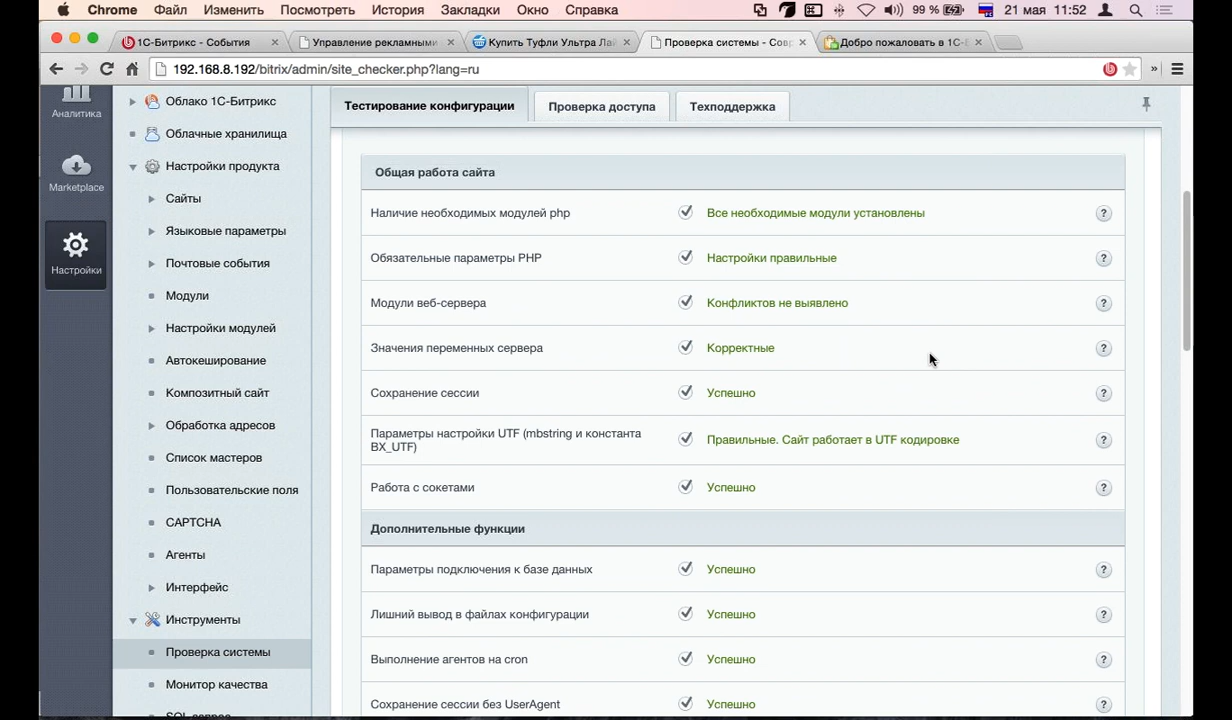 Chrome Файл Изменить Посмотреть История Закладки Окно Справка 99 % 21 мая 11:52
1С-Битрикс - События
Управление рекламными
Купить Туфли Ультра Лай
Проверка системы - Совр
Добро пожаловать в 1С-Б
192.168.8.192/bitrix/admin/site_checker.php?lang=ru
Аналитика
Marketplace
Настройки
Облако 1С-Битрикс
Облачные хранилища
Настройки продукта
Сайты
Языковые параметры
Почтовые события
Модули
Настройки модулей
Автокеширование
Композитный сайт
Обработка адресов
Список мастеров
Пользовательские поля
CAPTCHA
Агенты
Интерфейс
Инструменты
Проверка системы
Монитор качества
SQL запрос
Тестирование конфигурации
Проверка доступа
Техподдержка
Общая работа сайта
Наличие необходимых модулей php Все необходимые модули установлены ?
Обязательные параметры PHP Настройки правильные ?
Модули веб-сервера Конфликтов не выявлено ?
Значения переменных сервера Корректные ?
Сохранение сессии Успешно ?
Параметры настройки UTF (mbstring и константа
BX_UTF) Правильные. Сайт работает в UTF кодировке ?
Работа с сокетами Успешно ?
Дополнительные функции
Параметры подключения к базе данных Успешно ?
Лишний вывод в файлах конфигурации Успешно ?
Выполнение агентов на cron Успешно ?
Сохранение сессии без UserAgent Успешно ?